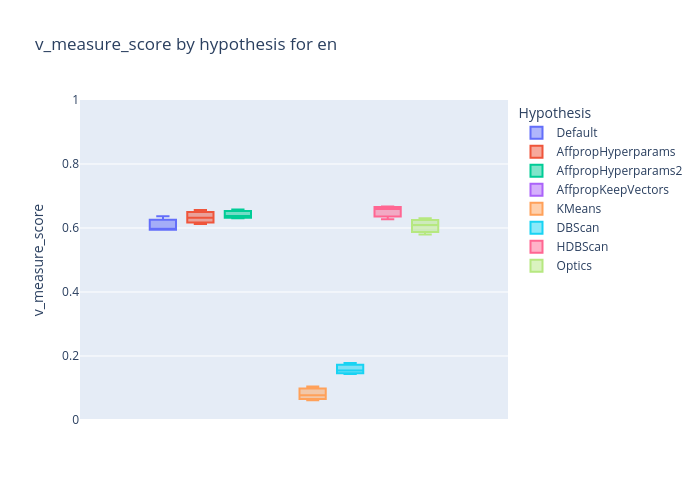 v_measure_score by hypothesis for en
1
0.8
0.6
0.4
0.2
0
v_measure_score
Hypothesis
Default
AffpropHyperparams
AffpropHyperparams2
AffpropKeepVectors
KMeans
DBScan
HDBScan
Optics